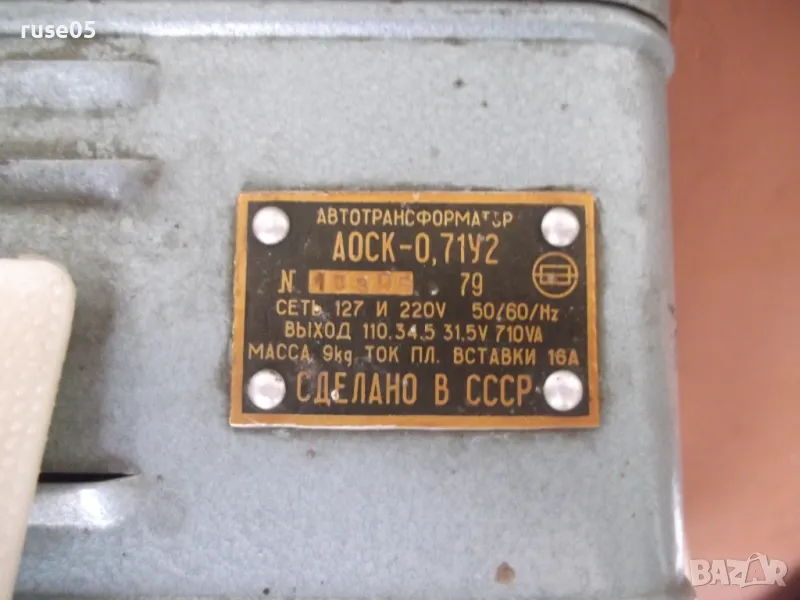 ruse05
АВТОТРАНСФОРМАТОР
АОСК-0,71У2
N 79
СЕТЬ 127 И 220V 50/60/Hz
ВЫХОД 110.34.5 31.5V 710VA
МАССА 9kg ТОК ПЛ. ВСТАВКИ 16А
СДЕЛАНО В СССР
BAZAR